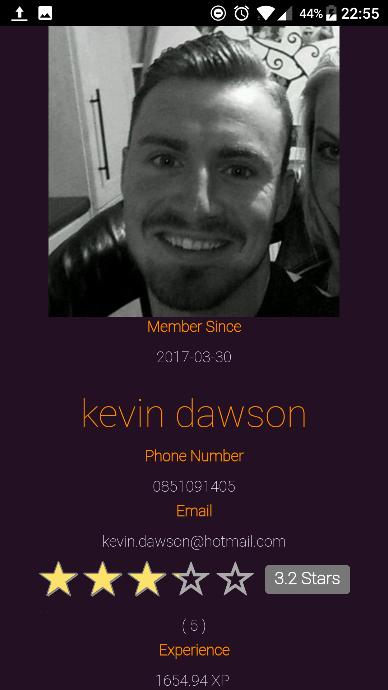 44% 22:55
Member Since
2017-03-30
kevin dawson
Phone Number
0851091405
Email
kevin.dawson@hotmail.com
3.2 Stars
( 5 )
Experience
1654.94 XP